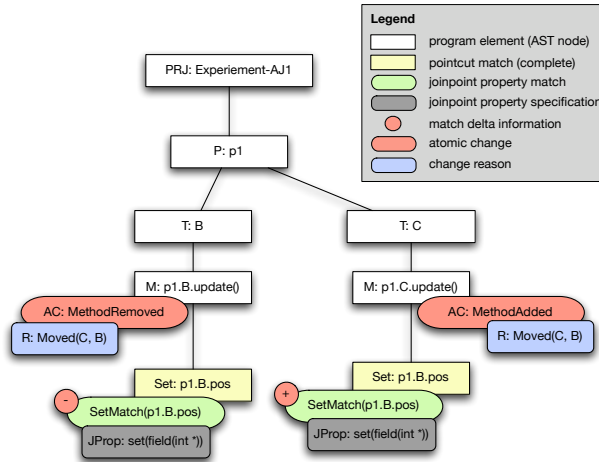 Legend
program element (AST node)
pointcut match (complete)
joinpoint property match
joinpoint property specification
match delta information
atomic change
change reason
PRJ: Experiement-AJ1
P: p1
T: B
T: C
M: p1.B.update()
M: p1.C.update()
AC: MethodRemoved
AC: MethodAdded
R: Moved(C, B)
R: Moved(C, B)
Set: p1.B.pos
Set: p1.B.pos
-
+
SetMatch(p1.B.pos)
SetMatch(p1.B.pos)
JProp: set(field(int *))
JProp: set(field(int *))